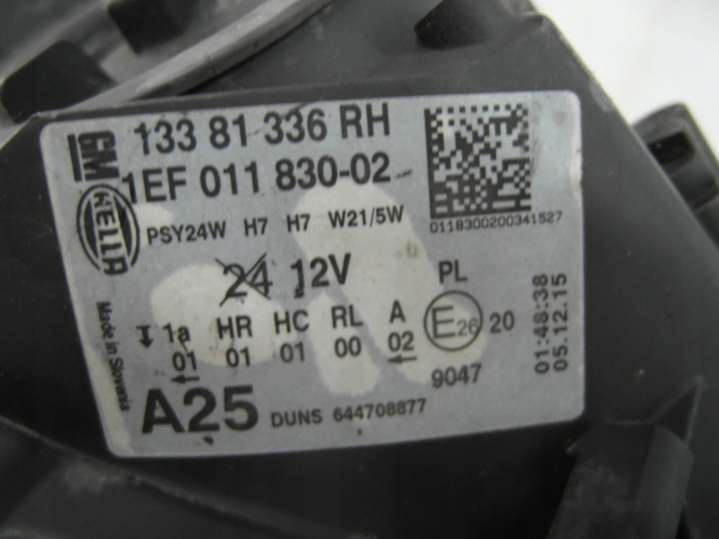 GM 133 81 336 RH
HELLA 1EF 011 830-02
PSY24W H7 H7 W21/5W
0118300200341527
24 12V PL
1a HR HC RL A
E26 20
01 01 01 00 02
9047
A25 DUNS 644708677
Made in Slovenia
01:48:38
05.12.15